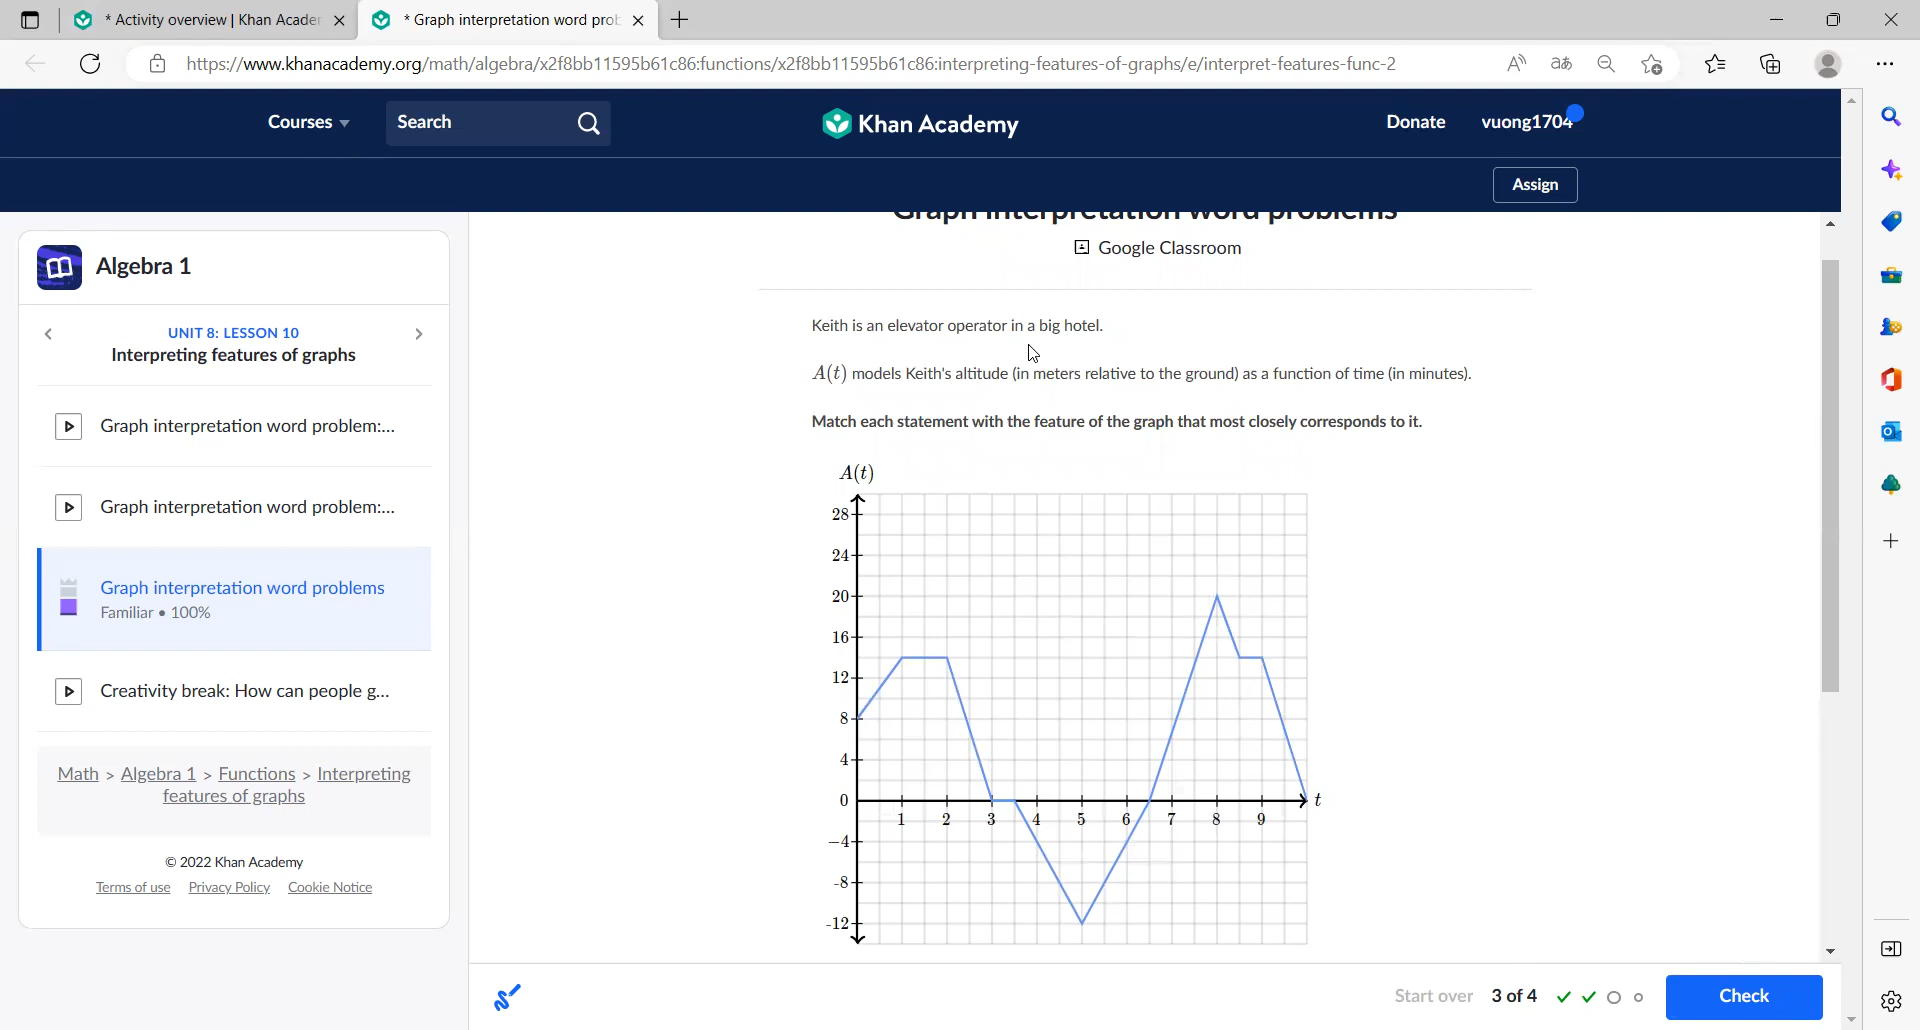 * Activity overview | Khan Acade
* Graph interpretation word prob
https://www.khanacademy.org/math/algebra/x2f8bb11595b61c86:functions/x2f8bb11595b61c86:interpreting-features-of-graphs/e/interpret-features-func-2
Courses
Search
Khan Academy
Donate
vuong1704
Assign
Algebra 1
UNIT 8: LESSON 10
Interpreting features of graphs
Graph interpretation word problem:...
Graph interpretation word problem:...
Graph interpretation word problems
Familiar • 100%
Creativity break: How can people g...
Math > Algebra 1 > Functions > Interpreting
features of graphs
© 2022 Khan Academy
Terms of use Privacy Policy Cookie Notice
Graph interpretation word problems
Google Classroom
Keith is an elevator operator in a big hotel.
A(t) models Keith's altitude (in meters relative to the ground) as a function of time (in minutes).
Match each statement with the feature of the graph that most closely corresponds to it.
A(t)
28
24
20
16
12
8
4
0
-4
-8
-12
1 2 3 4 5 6 7 8 9
t
Start over 3 of 4
Check